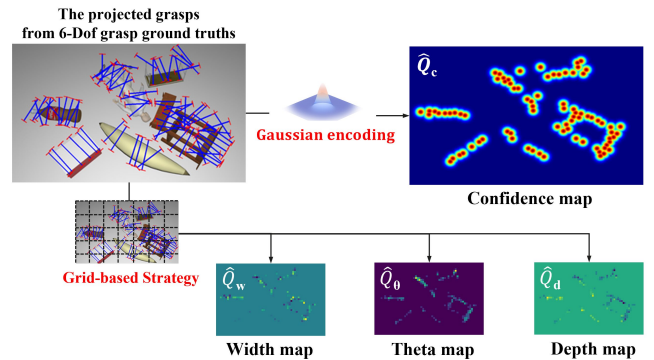 The projected grasps
from 6-Dof grasp ground truths
Gaussian encoding
Q̂c
Confidence map
Grid-based Strategy
Q̂w
Q̂θ
Q̂d
Width map
Theta map
Depth map